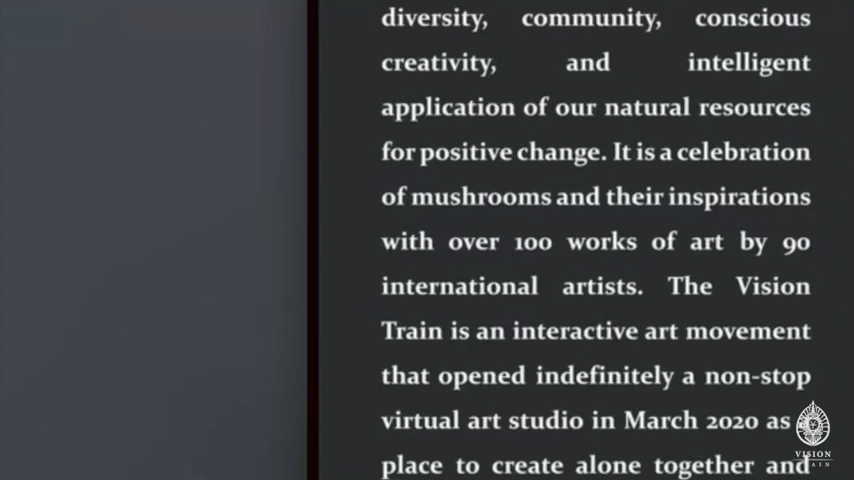 diversity, community, conscious
creativity, and intelligent
application of our natural resources
for positive change. It is a celebration
of mushrooms and their inspirations
with over 100 works of art by 90
international artists. The Vision
Train is an interactive art movement
that opened indefinitely a non-stop
virtual art studio in March 2020 as
place to create alone together and
VISION
AIN